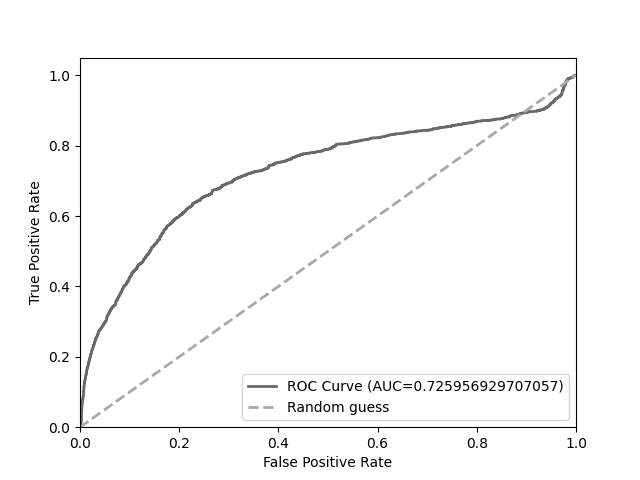 1.0
0.8
0.6
0.4
0.2
0.0
True Positive Rate
ROC Curve (AUC=0.725956929707057)
Random guess
0.0 0.2 0.4 0.6 0.8 1.0
False Positive Rate